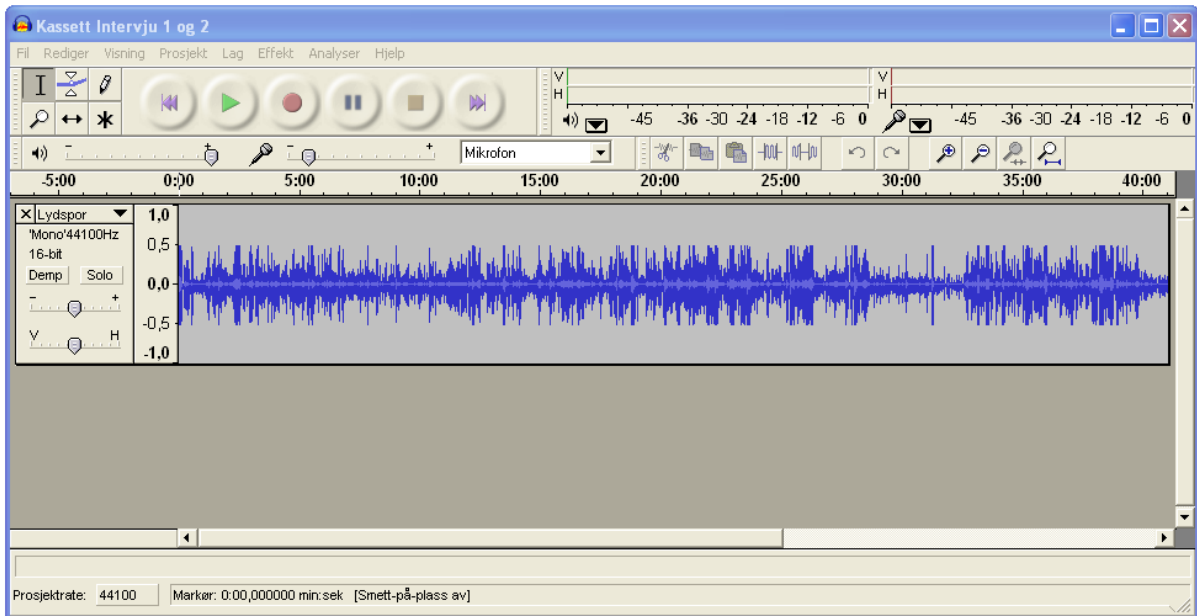 Kassett Intervju 1 og 2
Fil Rediger Visning Prosjekt Lag Effekt Analyser Hjelp
V
H
-45 -36 -30 -24 -18 -12 -6 0
V
H
-45 -36 -30 -24 -18 -12 -6 0
Mikrofon
-5:00 0:00 5:00 10:00 15:00 20:00 25:00 30:00 35:00 40:00
Lydspor
'Mono'44100Hz
16-bit
Demp Solo
- +
V H
1,0
0,5
0,0
-0,5
-1,0
Prosjektrate: 44100 Markør: 0:00,000000 min:sek [Smett-på-plass av]